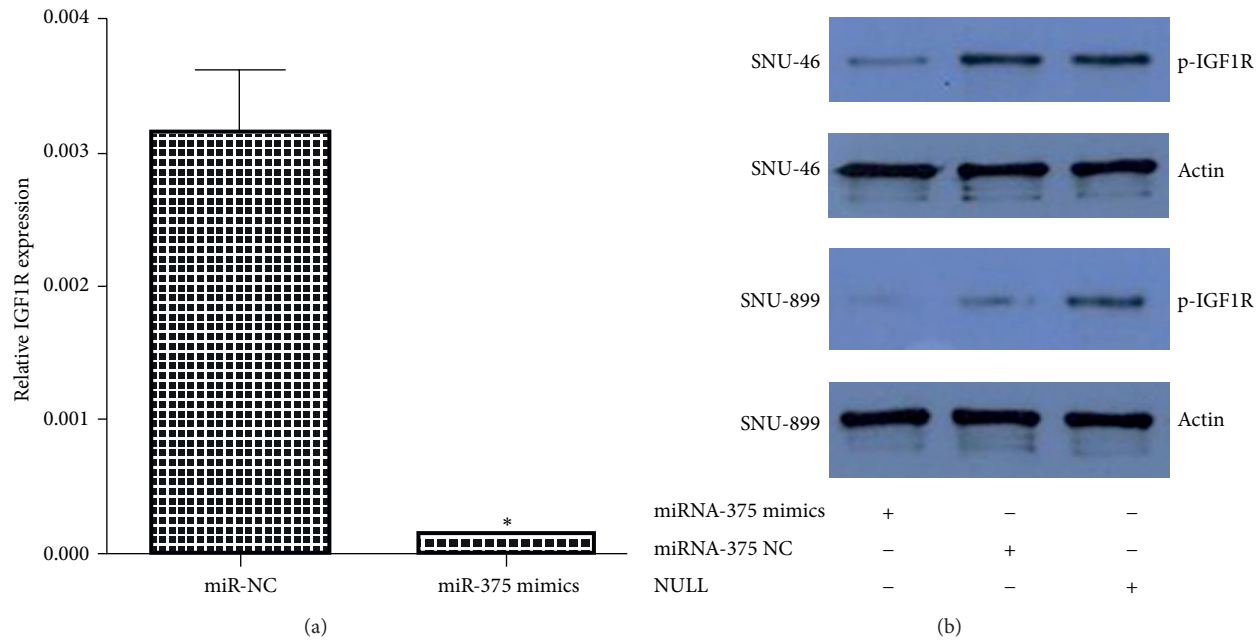 0.004
0.003
0.002
0.001
0.000
Relative IGF1R expression
*
miR-NC
miR-375 mimics
(a)
SNU-46 p-IGF1R
SNU-46 Actin
SNU-899 p-IGF1R
SNU-899 Actin
miRNA-375 mimics + − −
miRNA-375 NC − + −
NULL − − +
(b)